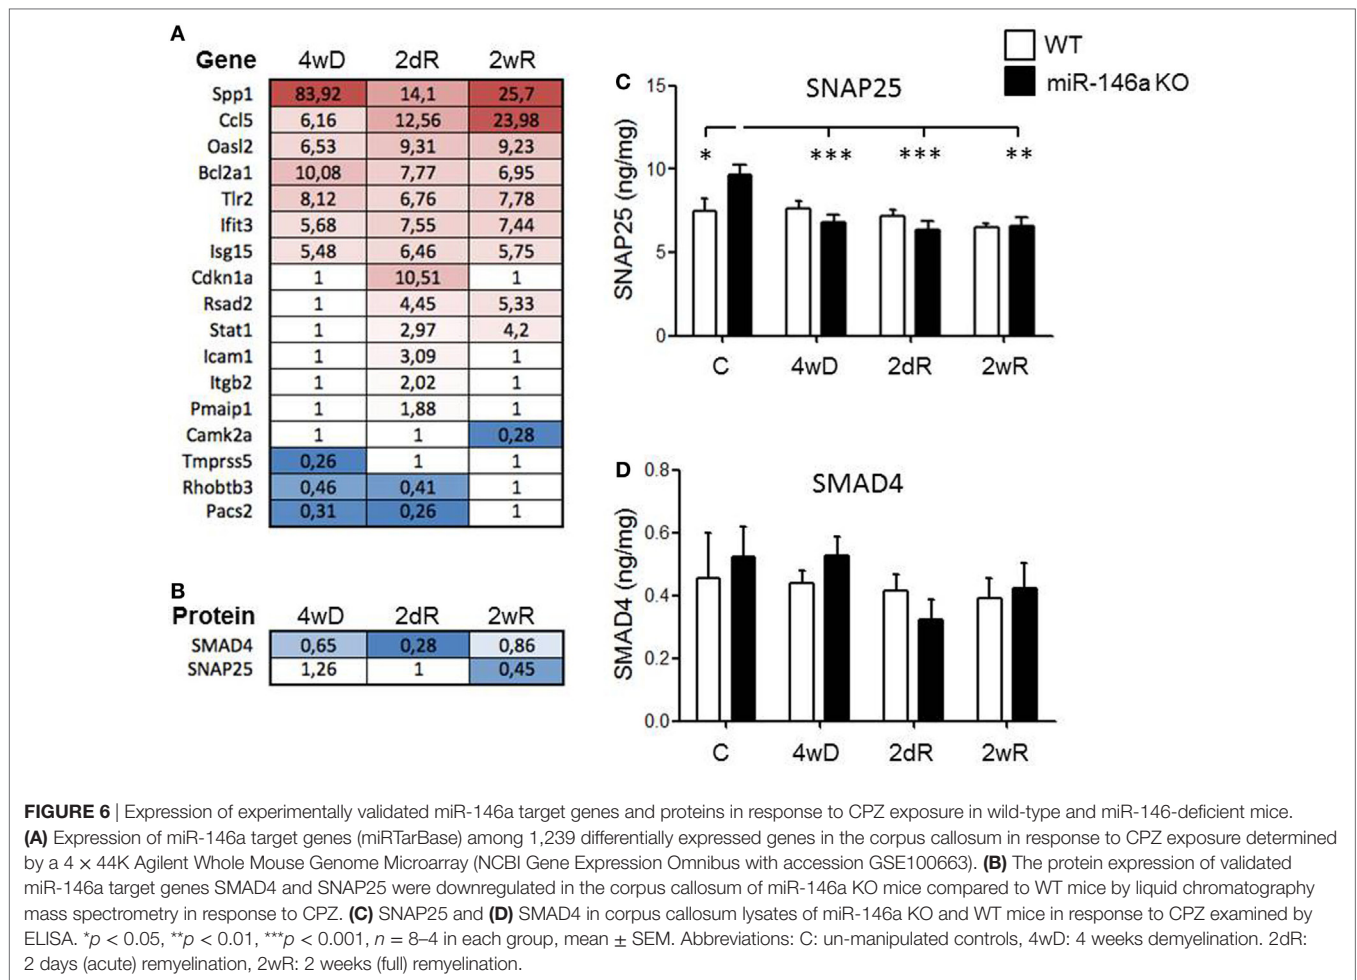 A
Gene 4wD 2dR 2wR
Spp1 83,92 14,1 25,7
Ccl5 6,16 12,56 23,98
Oasl2 6,53 9,31 9,23
Bcl2a1 10,08 7,77 6,95
Tlr2 8,12 6,76 7,78
Ifit3 5,68 7,55 7,44
Isg15 5,48 6,46 5,75
Cdkn1a 1 10,51 1
Rsad2 1 4,45 5,33
Stat1 1 2,97 4,2
Icam1 1 3,09 1
Itgb2 1 2,02 1
Pmaip1 1 1,88 1
Camk2a 1 1 0,28
Tmprss5 0,26 1 1
Rhobtb3 0,46 0,41 1
Pacs2 0,31 0,26 1
B
Protein 4wD 2dR 2wR
SMAD4 0,65 0,28 0,86
SNAP25 1,26 1 0,45
WT
miR-146a KO
C
SNAP25
SNAP25 (ng/mg)
15
10
5
0
* *** *** **
C 4wD 2dR 2wR
D
SMAD4
SMAD4 (ng/mg)
0.8
0.6
0.4
0.2
0.0
C 4wD 2dR 2wR
FIGURE 6 | Expression of experimentally validated miR-146a target genes and proteins in response to CPZ exposure in wild-type and miR-146-deficient mice.
(A) Expression of miR-146a target genes (miRTarBase) among 1,239 differentially expressed genes in the corpus callosum in response to CPZ exposure determined
by a 4 × 44K Agilent Whole Mouse Genome Microarray (NCBI Gene Expression Omnibus with accession GSE100663). (B) The protein expression of validated
miR-146a target genes SMAD4 and SNAP25 were downregulated in the corpus callosum of miR-146a KO mice compared to WT mice by liquid chromatography
mass spectrometry in response to CPZ. (C) SNAP25 and (D) SMAD4 in corpus callosum lysates of miR-146a KO and WT mice in response to CPZ examined by
ELISA. *p < 0.05, **p < 0.01, ***p < 0.001, n = 8–4 in each group, mean ± SEM. Abbreviations: C: un-manipulated controls, 4wD: 4 weeks demyelination. 2dR:
2 days (acute) remyelination, 2wR: 2 weeks (full) remyelination.